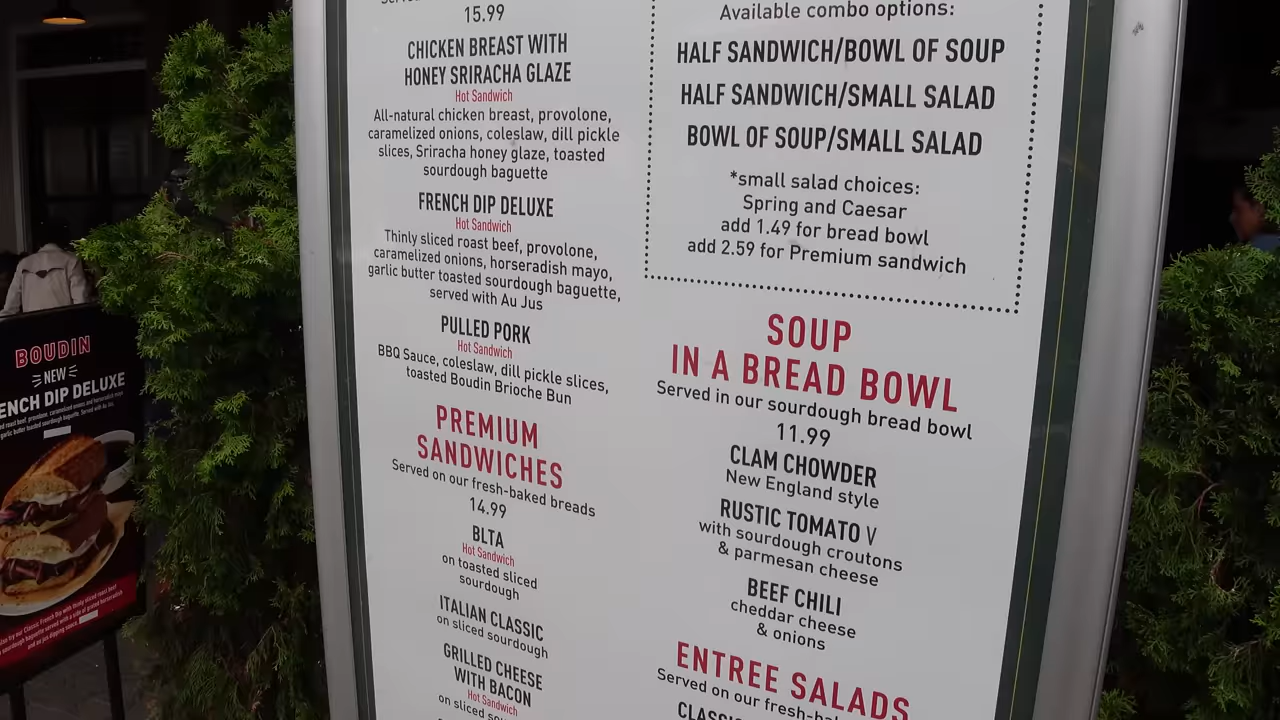 15.99
CHICKEN BREAST WITH
HONEY SRIRACHA GLAZE
Hot Sandwich
All-natural chicken breast, provolone,
caramelized onions, coleslaw, dill pickle
slices, Sriracha honey glaze, toasted
sourdough baguette
FRENCH DIP DELUXE
Hot Sandwich
Thinly sliced roast beef, provolone,
caramelized onions, horseradish mayo,
garlic butter toasted sourdough baguette,
served with Au Jus
PULLED PORK
Hot Sandwich
BBQ Sauce, coleslaw, dill pickle slices,
toasted Boudin Brioche Bun
PREMIUM
SANDWICHES
Served on our fresh-baked breads
14.99
BLTA
Hot Sandwich
on toasted sliced
sourdough
ITALIAN CLASSIC
on sliced sourdough
GRILLED CHEESE
WITH BACON
Hot Sandwich
on sliced
Available combo options:
HALF SANDWICH/BOWL OF SOUP
HALF SANDWICH/SMALL SALAD
BOWL OF SOUP/SMALL SALAD
*small salad choices:
Spring and Caesar
add 1.49 for bread bowl
add 2.59 for Premium sandwich
SOUP
IN A BREAD BOWL
Served in our sourdough bread bowl
11.99
CLAM CHOWDER
New England style
RUSTIC TOMATO V
with sourdough croutons
& parmesan cheese
BEEF CHILI
cheddar cheese
& onions
ENTREE SALADS
Served on our
BOUDIN
NEW
ENCH DIP DELUXE